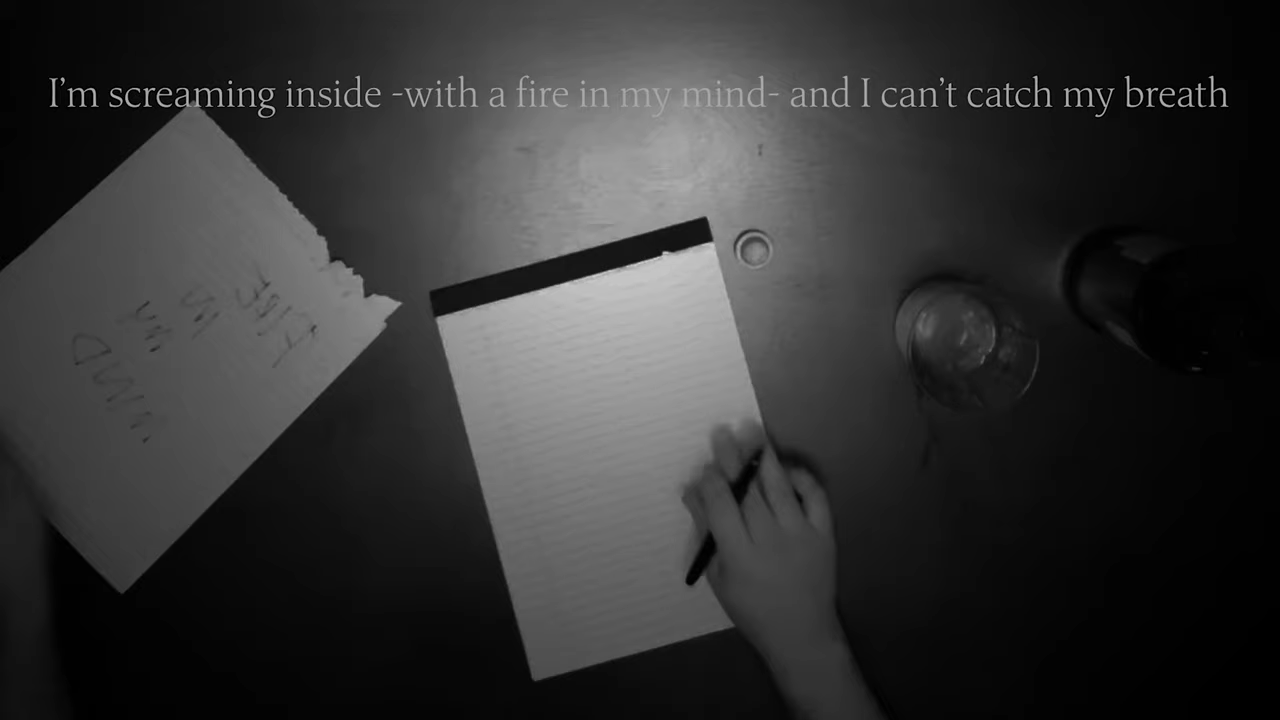 I'm screaming inside -with a fire in my mind- and I can't catch my breath
FIRE
IN
MY
MIND